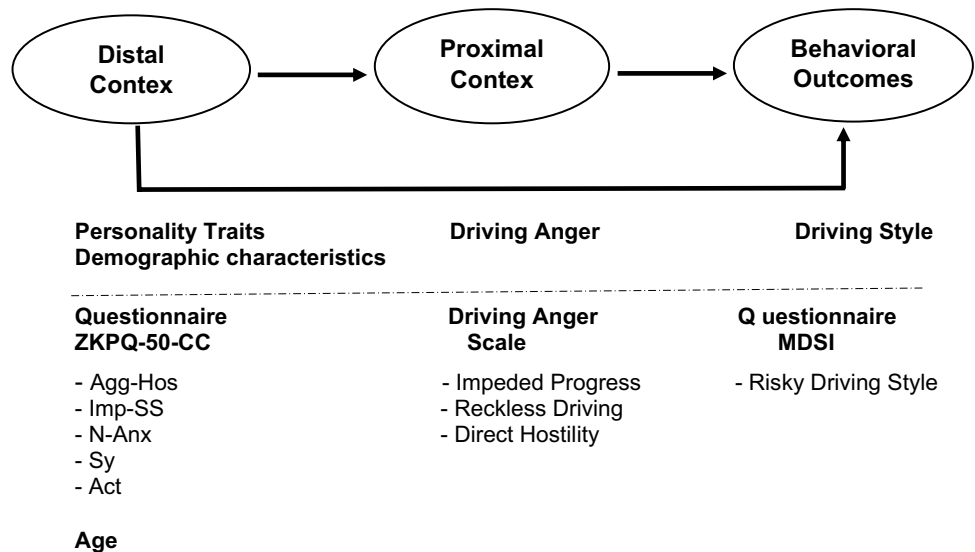 Distal
Contex
Proximal
Contex
Behavioral
Outcomes
Personality Traits
Demographic characteristics
Driving Anger
Driving Style
Questionnaire
ZKPQ-50-CC
Driving Anger
Scale
Q uestionnaire
MDSI
- Agg-Hos
- Imp-SS
- N-Anx
- Sy
- Act
- Impeded Progress
- Reckless Driving
- Direct Hostility
- Risky Driving Style
Age